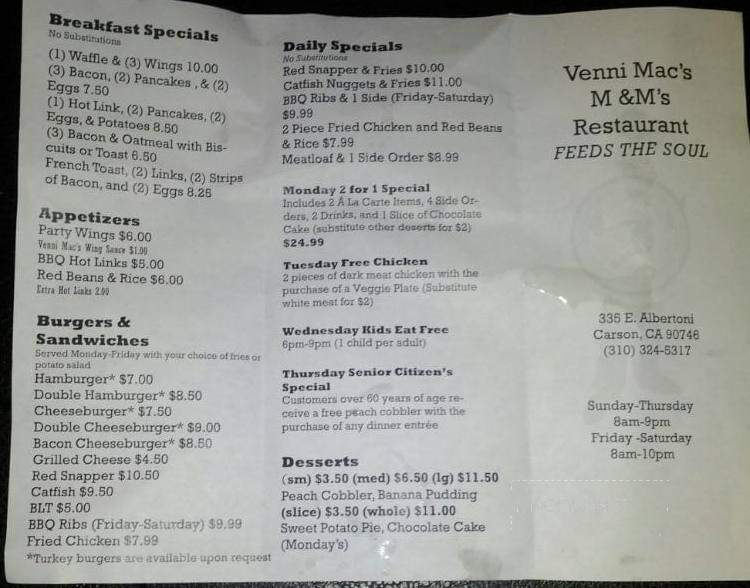 Breakfast Specials
No Substitutions
(1) Waffle & (3) Wings 10.00
(3) Bacon, (2) Pancakes , & (2)
Eggs 7.50
(1) Hot Link, (2) Pancakes, (2)
Eggs, & Potatoes 8.50
(3) Bacon & Oatmeal with Bis-
cuits or Toast 6.50
French Toast, (2) Links, (2) Strips
of Bacon, and (2) Eggs 8.25
Appetizers
Party Wings $6.00
Venni Mac's Wing Sauce $1.00
BBQ Hot Links $5.00
Red Beans & Rice $6.00
Extra Hot Links 2.00
Burgers &
Sandwiches
Served Monday-Friday with your choice of fries or
potato salad
Hamburger* $7.00
Double Hamburger* $8.50
Cheeseburger* $7.50
Double Cheeseburger* $9.00
Bacon Cheeseburger* $8.50
Grilled Cheese $4.50
Red Snapper $10.50
Catfish $9.50
BLT $5.00
BBQ Ribs (Friday-Saturday) $9.99
Fried Chicken $7.99
*Turkey burgers are available upon request
Daily Specials
No Substitutions
Red Snapper & Fries $10.00
Catfish Nuggets & Fries $11.00
BBQ Ribs & 1 Side (Friday-Saturday)
$9.99
2 Piece Fried Chicken and Red Beans
& Rice $7.99
Meatloaf & 1 Side Order $8.99
Monday 2 for 1 Special
Includes 2 À La Carte Items, 4 Side Or-
ders, 2 Drinks, and 1 Slice of Chocolate
Cake (substitute other deserts for $2)
$24.99
Tuesday Free Chicken
2 pieces of dark meat chicken with the
purchase of a Veggie Plate (Substitute
white meat for $2)
Wednesday Kids Eat Free
6pm-9pm (1 child per adult)
Thursday Senior Citizen's
Special
Customers over 60 years of age re-
ceive a free peach cobbler with the
purchase of any dinner entrée
Desserts
(sm) $3.50 (med) $6.50 (lg) $11.50
Peach Cobbler, Banana Pudding
(slice) $3.50 (whole) $11.00
Sweet Potato Pie, Chocolate Cake
(Monday's)
Venni Mac's
M &M's
Restaurant
FEEDS THE SOUL
335 E. Albertoni
Carson, CA 90746
(310) 324-5317
Sunday-Thursday
8am-9pm
Friday -Saturday
8am-10pm